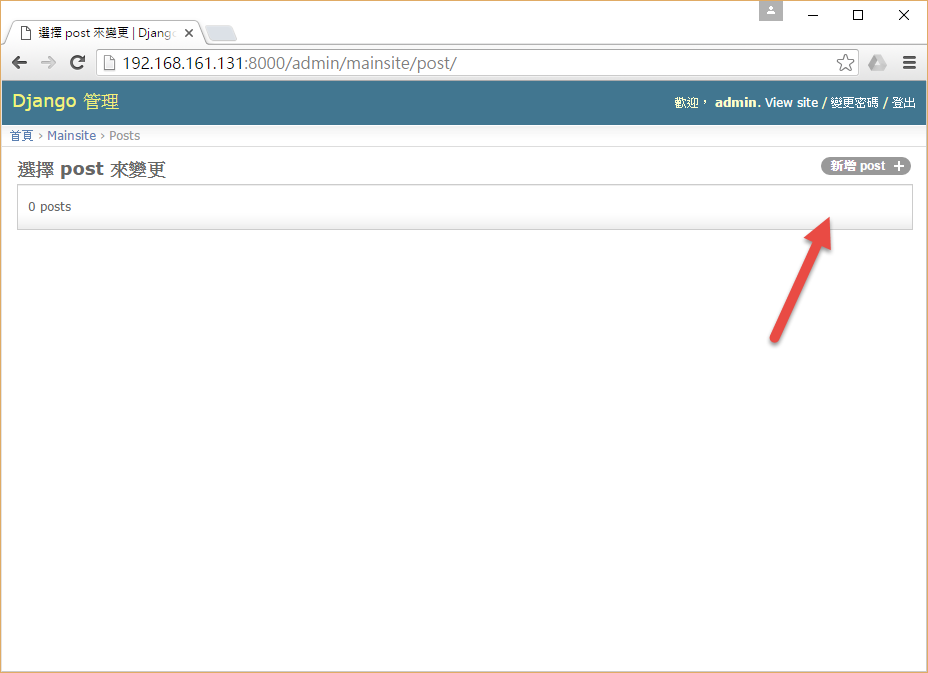 選擇 post 來變更 | Djang
192.168.161.131:8000/admin/mainsite/post/
Django 管理
歡迎， admin. View site / 變更密碼 / 登出
首頁 › Mainsite › Posts
選擇 post 來變更
新增 post +
0 posts